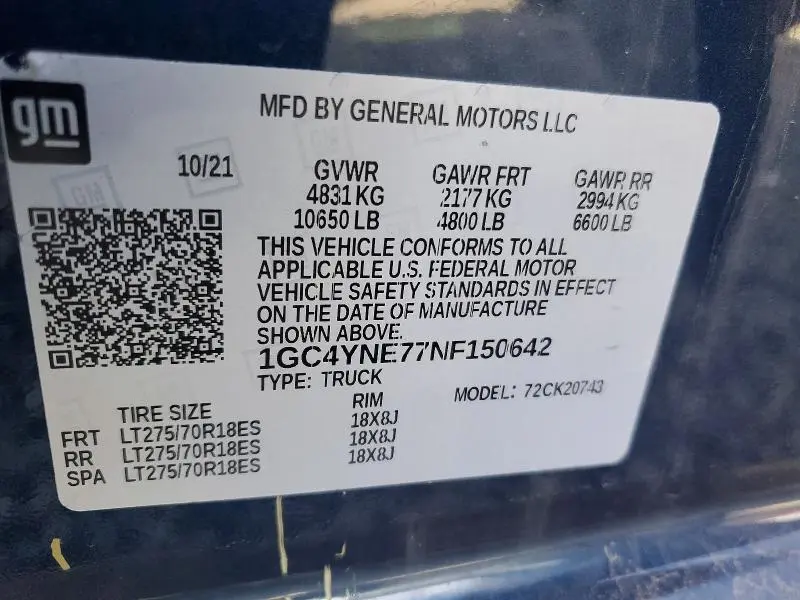 gm
MFD BY GENERAL MOTORS LLC
10/21 GVWR GAWR FRT GAWR RR
4831 KG 2177 KG 2994 KG
10650 LB 4800 LB 6600 LB
THIS VEHICLE CONFORMS TO ALL
APPLICABLE U.S. FEDERAL MOTOR
VEHICLE SAFETY STANDARDS IN EFFECT
ON THE DATE OF MANUFACTURE
SHOWN ABOVE.
1GC4YNE77NF150642
TYPE: TRUCK MODEL: 72CK20743
TIRE SIZE RIM
FRT LT275/70R18ES 18X8J
RR LT275/70R18ES 18X8J
SPA LT275/70R18ES 18X8J